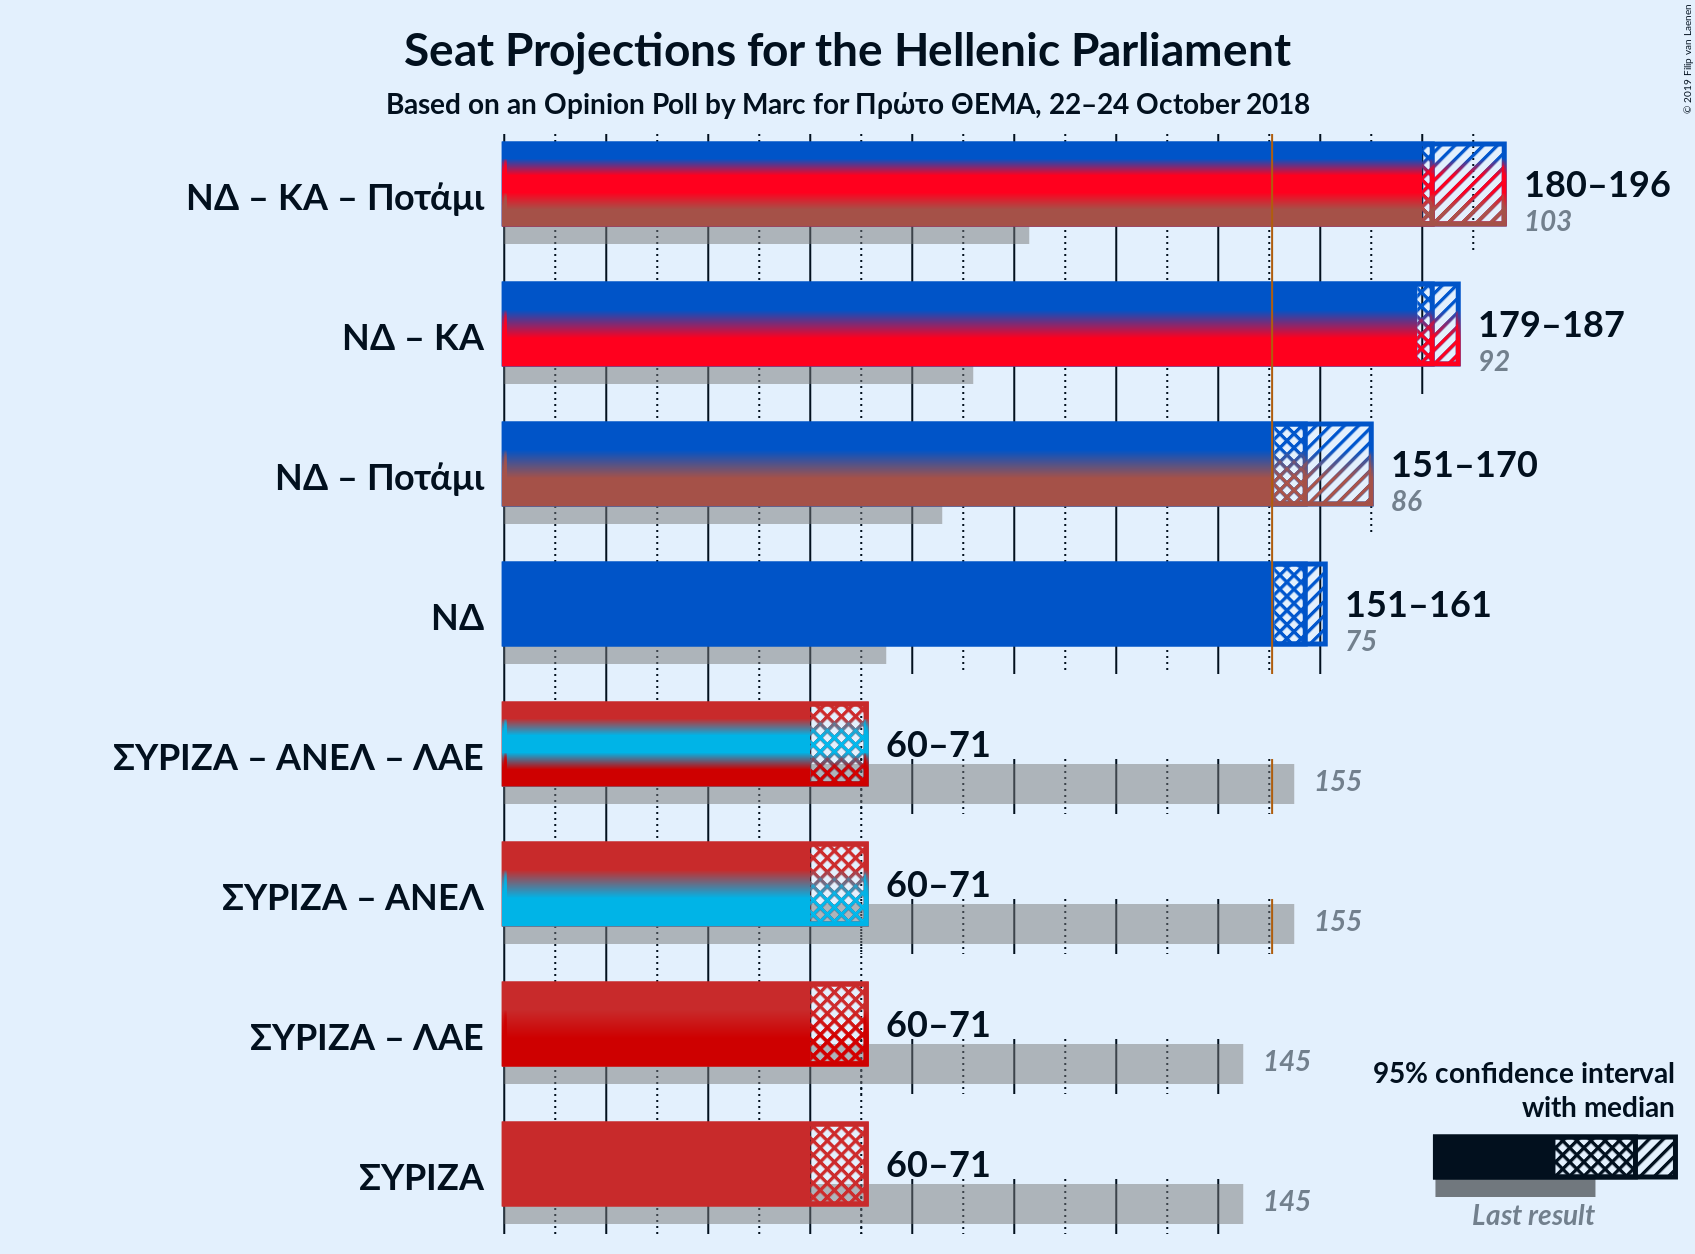 Seat Projections for the Hellenic Parliament
Based on an Opinion Poll by Marc for Πρώτο ΘΕΜΑ, 22–24 October 2018
© 2019 Filip van Laenen
ΝΔ – ΚΑ – Ποτάμι
180–196
103
ΝΔ – ΚΑ
179–187
92
ΝΔ – Ποτάμι
151–170
86
ΝΔ
151–161
75
ΣΥΡΙΖΑ – ΑΝΕΛ – ΛΑΕ
60–71
155
ΣΥΡΙΖΑ – ΑΝΕΛ
60–71
155
ΣΥΡΙΖΑ – ΛΑΕ
60–71
145
ΣΥΡΙΖΑ
60–71
145
95% confidence interval
with median
Last result